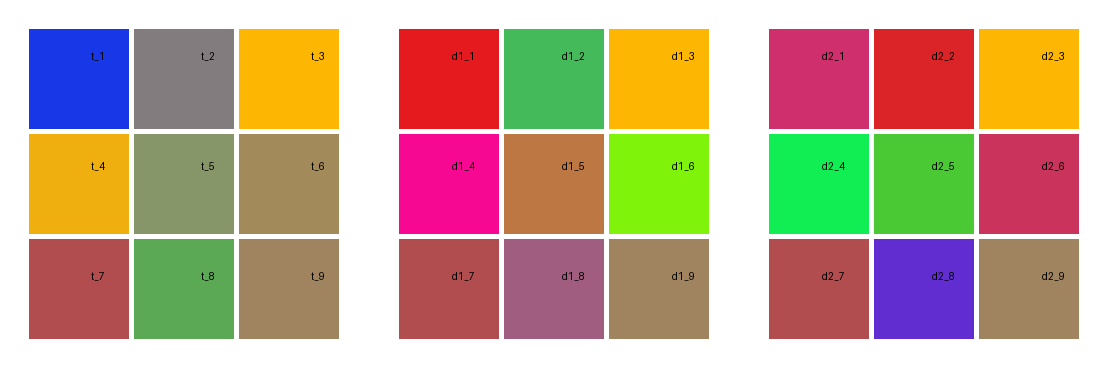 t_1 t_2 t_3 d1_1 d1_2 d1_3 d2_1 d2_2 d2_3
t_4 t_5 t_6 d1_4 d1_5 d1_6 d2_4 d2_5 d2_6
t_7 t_8 t_9 d1_7 d1_8 d1_9 d2_7 d2_8 d2_9